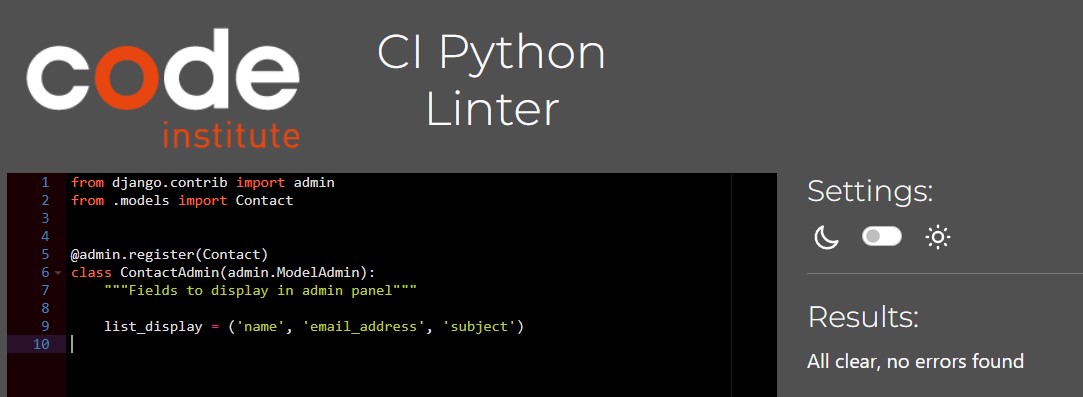 code
institute
CI Python
Linter
1 from django.contrib import admin
2 from .models import Contact
3
4
5 @admin.register(Contact)
6 class ContactAdmin(admin.ModelAdmin):
7     """Fields to display in admin panel"""
8
9     list_display = ('name', 'email_address', 'subject')
10
Settings:
Results:
All clear, no errors found